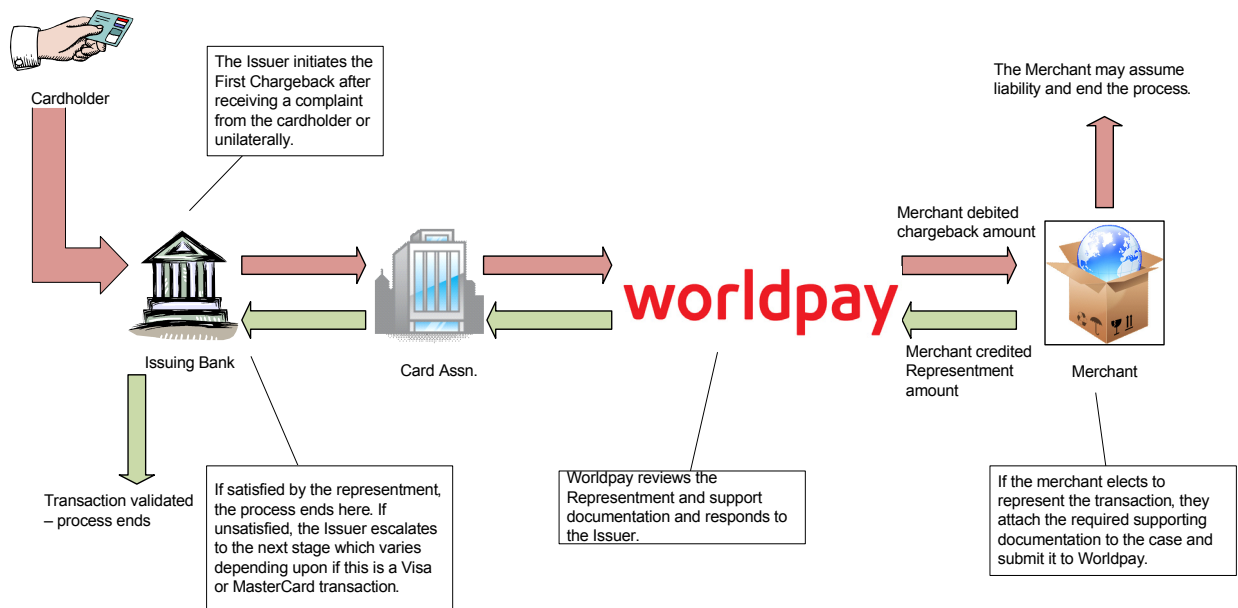 Cardholder
The Issuer initiates the
First Chargeback after
receiving a complaint
from the cardholder or
unilaterally.
The Merchant may assume
liability and end the process.
Merchant debited
chargeback amount
worldpay
Issuing Bank
Card Assn.
Merchant credited
Representment
amount
Merchant
Transaction validated
– process ends
If satisfied by the representment,
the process ends here. If
unsatisfied, the Issuer escalates
to the next stage which varies
depending upon if this is a Visa
or MasterCard transaction.
Worldpay reviews the
Representment and support
documentation and responds to
the Issuer.
If the merchant elects to
represent the transaction, they
attach the required supporting
documentation to the case and
submit it to Worldpay.